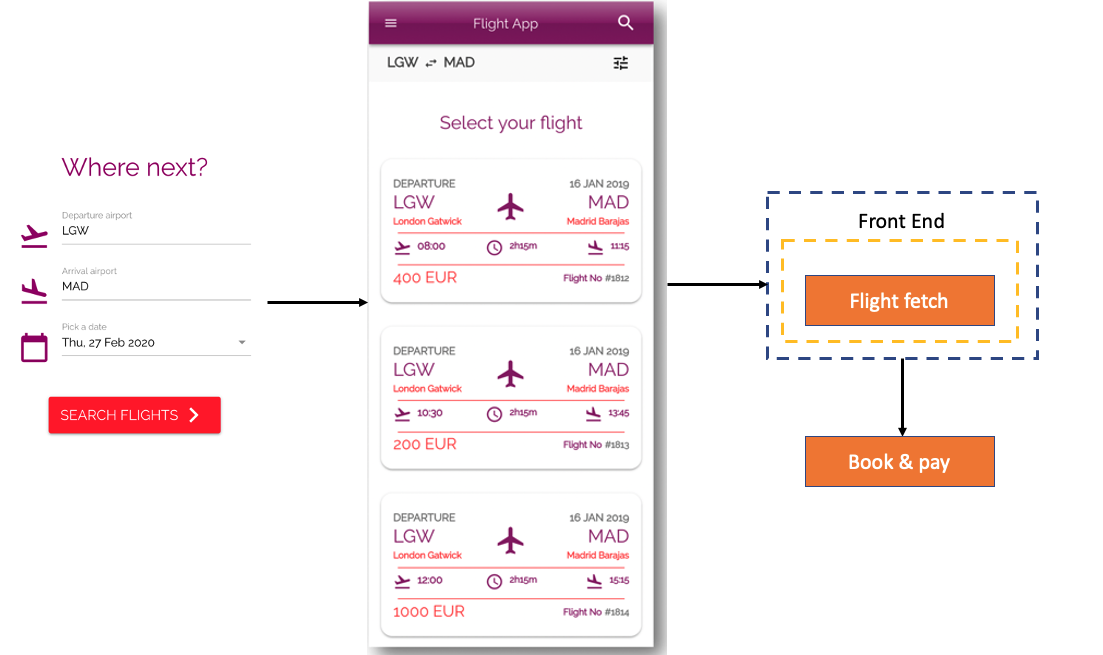 Where next?
Departure airport
LGW
Arrival airport
MAD
Pick a date
Thu, 27 Feb 2020
SEARCH FLIGHTS
Flight App
LGW MAD
Select your flight
DEPARTURE 16 JAN 2019
LGW MAD
London Gatwick Madrid Barajas
08:00 2h15m 11:15
400 EUR Flight No #1812
DEPARTURE 16 JAN 2019
LGW MAD
London Gatwick Madrid Barajas
10:30 2h15m 13:45
200 EUR Flight No #1813
DEPARTURE 16 JAN 2019
LGW MAD
London Gatwick Madrid Barajas
12:00 2h15m 15:15
1000 EUR Flight No #1814
Front End
Flight fetch
Book & pay